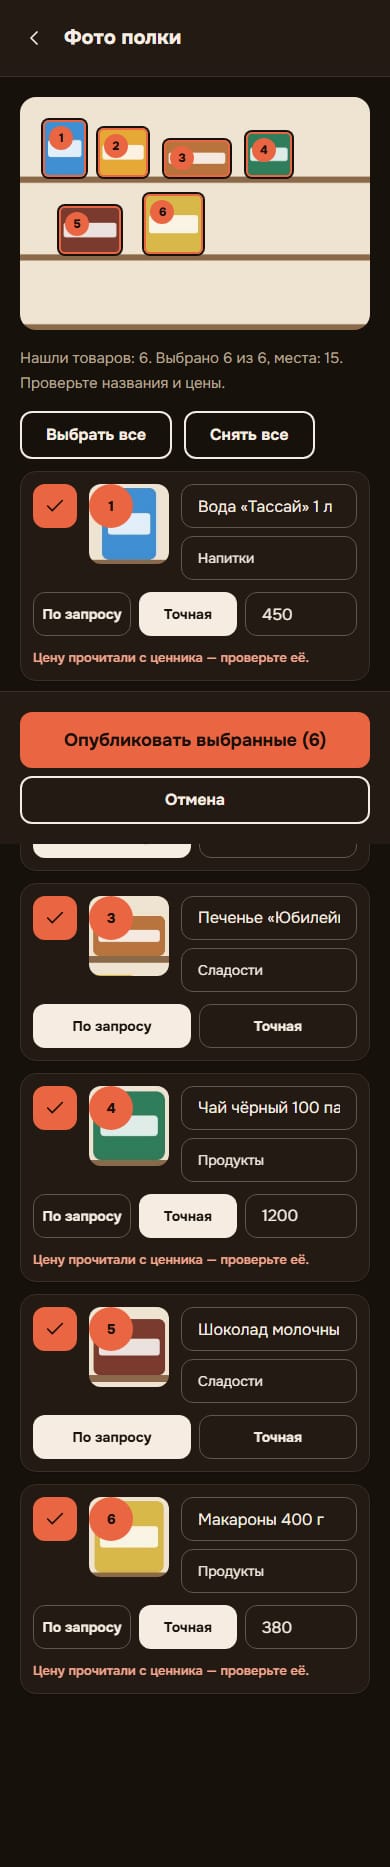 Фото полки
1
2
3
4
5
6
Нашли товаров: 6. Выбрано 6 из 6, места: 15.
Проверьте названия и цены.
Выбрать все
Снять все
1
Вода «Тассай» 1 л
Напитки
По запросу
Точная
450
Цену прочитали с ценника — проверьте её.
Опубликовать выбранные (6)
Отмена
3
Печенье «Юбилей
Сладости
По запросу
Точная
4
Чай чёрный 100 па
Продукты
По запросу
Точная
1200
Цену прочитали с ценника — проверьте её.
5
Шоколад молочны
Сладости
По запросу
Точная
6
Макароны 400 г
Продукты
По запросу
Точная
380
Цену прочитали с ценника — проверьте её.